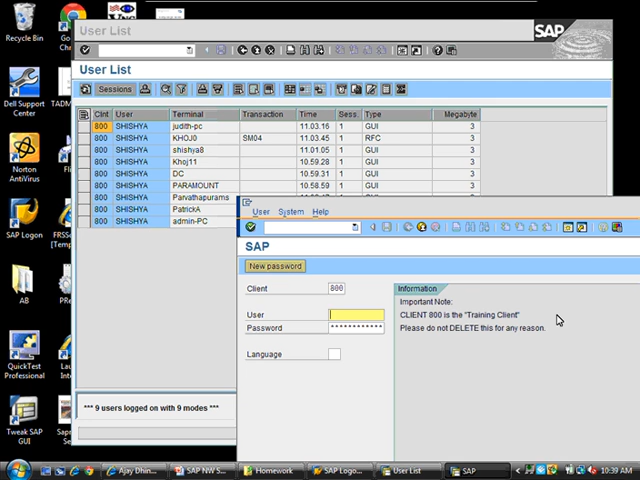 Recycle Bin
Dell Support
Center
Norton
AntiVirus
SAP Logon
AB
QuickTest
Professional
Tweak SAP
GUI
User List
SAP
User List
Sessions
Clnt User Terminal Transaction Time Sess. Type Megabyte
800 SHISHYA judith-pc 11.03.16 1 GUI 3
800 SHISHYA KHOJ0 SM04 11.03.45 1 RFC 3
800 SHISHYA shishya8 11.01.05 1 GUI 3
800 SHISHYA Khoj11 10.59.28 1 GUI 3
800 SHISHYA DC 10.59.31 1 GUI 3
800 SHISHYA PARAMOUNT 10.58.59 1 GUI 3
800 SHISHYA Parvathapurams
800 SHISHYA PatrickA
800 SHISHYA admin-PC
*** 9 users logged on with 9 modes ***
User System Help
SAP
New password
Client 800
User
Password ************
Language
Information
Important Note:
CLIENT 800 is the "Training Client"
Please do not DELETE this for any reason.
Ajay Dhin...
SAP NW S...
Homework
SAP Logo...
User List
SAP
10:39 AM